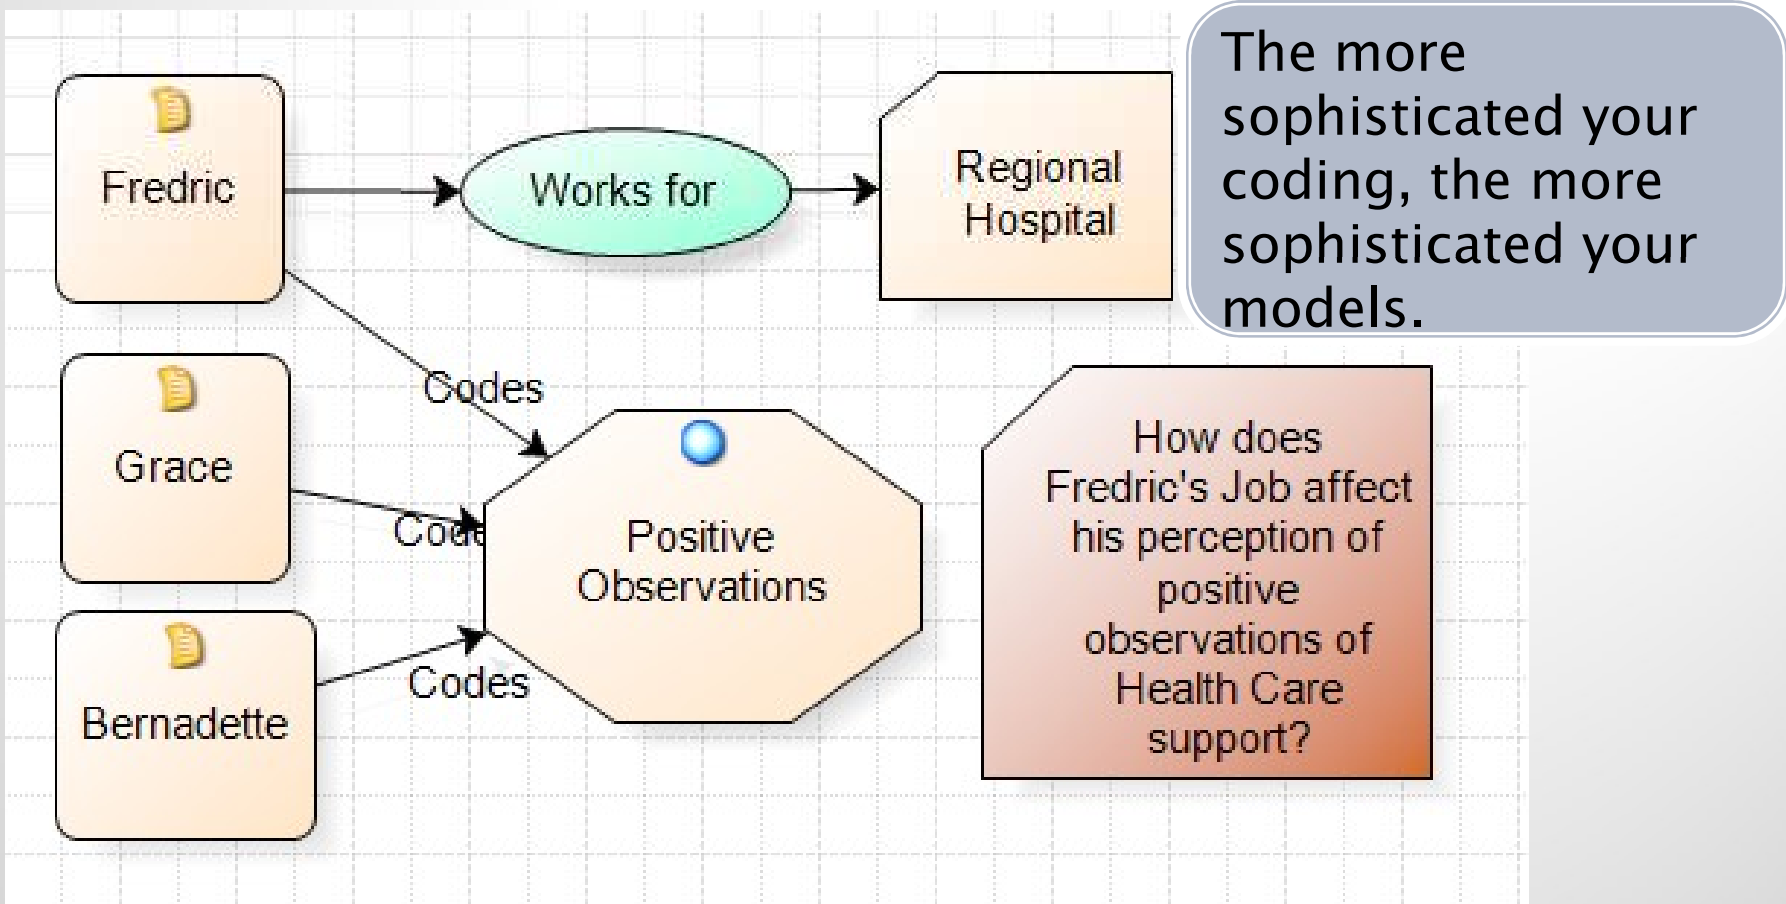 The more
sophisticated your
coding, the more
sophisticated your
models.
Fredric
Works for
Regional
Hospital
Codes
Grace
Code
Positive
Observations
Bernadette
Codes
How does
Fredric's Job affect
his perception of
positive
observations of
Health Care
support?